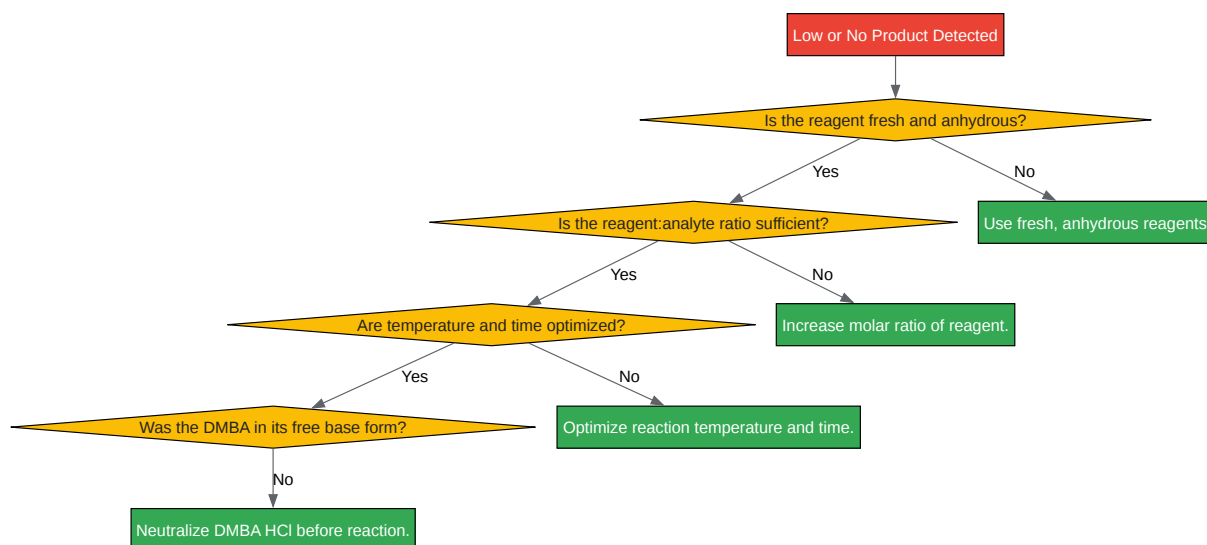 Low or No Product Detected
Is the reagent fresh and anhydrous?
Yes
No
Is the reagent:analyte ratio sufficient?
Use fresh, anhydrous reagents
Yes
No
Are temperature and time optimized?
Increase molar ratio of reagent.
Yes
No
Was the DMBA in its free base form?
Optimize reaction temperature and time.
No
Neutralize DMBA HCl before reaction.